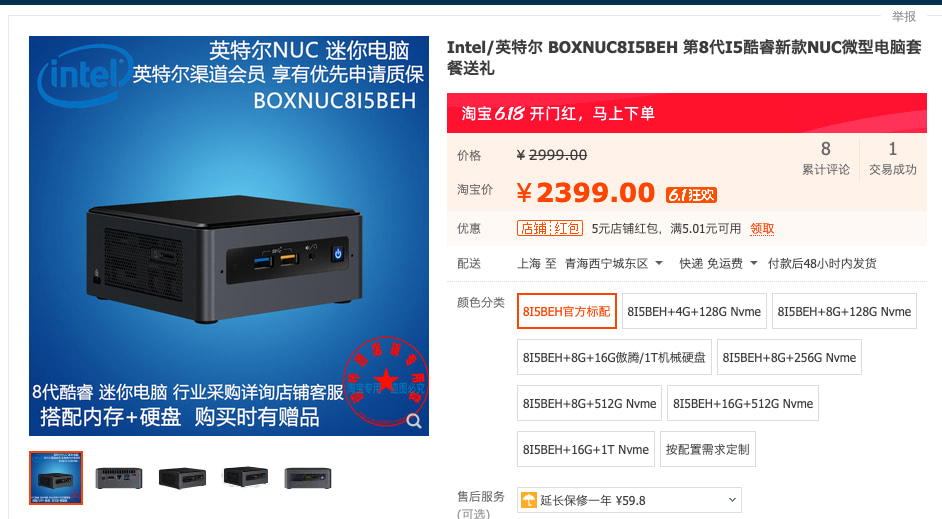 举报
intel
英特尔NUC 迷你电脑
英特尔渠道会员 享有优先申请质保
BOXNUC8I5BEH
8代酷睿 迷你电脑 行业采购详询店铺客服
搭配内存+硬盘 购买时有赠品
Intel/英特尔 BOXNUC8I5BEH 第8代I5酷睿新款NUC微型电脑套
餐送礼
淘宝6.18 开门红，马上下单
价格
¥ 2999.00
8
累计评论
1
交易成功
淘宝价
¥ 2399.00 6.1狂欢
优惠
店铺 红包 5元店铺红包，满5.01元可用 领取
配送
上海 至 青海西宁城东区 快递 免运费 付款后48小时内发货
颜色分类
8I5BEH官方标配 8I5BEH+4G+128G Nvme 8I5BEH+8G+128G Nvme
8I5BEH+8G+16G傲腾/1T机械硬盘 8I5BEH+8G+256G Nvme
8I5BEH+8G+512G Nvme 8I5BEH+16G+512G Nvme
8I5BEH+16G+1T Nvme 按配置需求定制
售后服务
(可选)
延长保修一年 ¥59.8